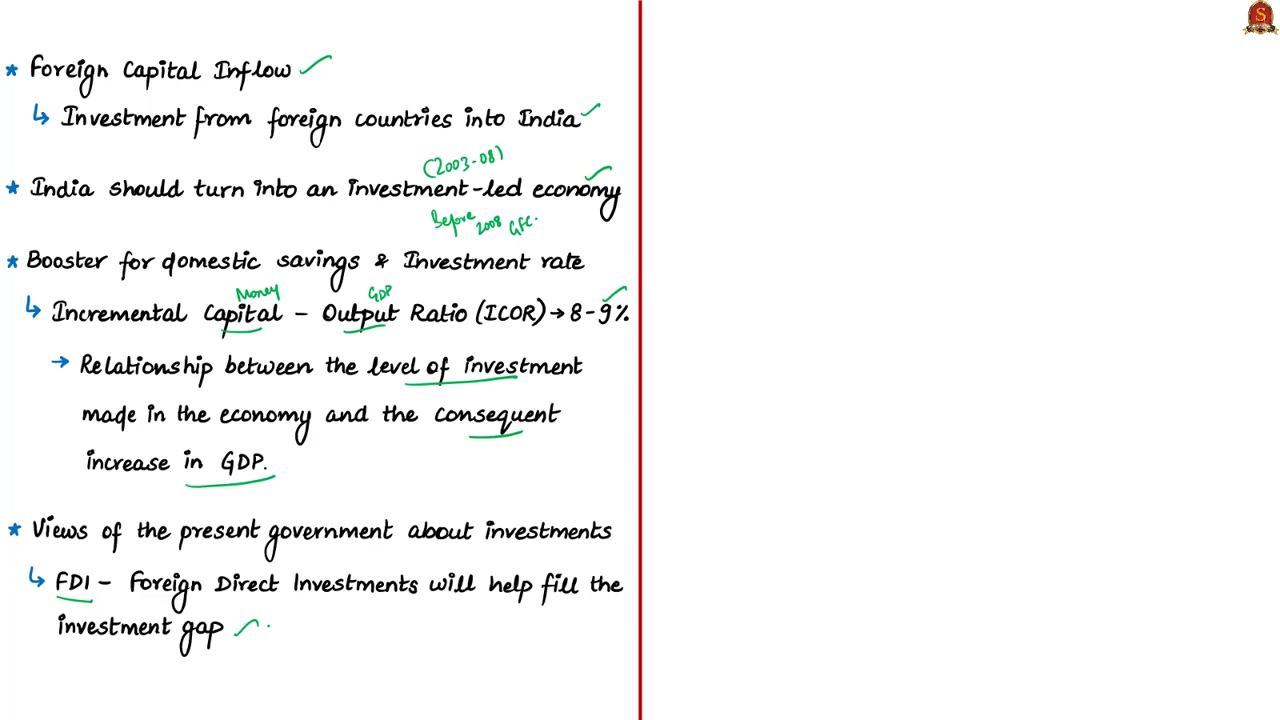 * Foreign Capital Inflow
↳ Investment from foreign countries into India
(2003-08)
* India should turn into an investment-led economy
Before 2008 GFC.
* Booster for domestic savings & Investment rate
Money GDP
↳ Incremental Capital - Output Ratio (ICOR) → 8-9%
→ Relationship between the level of investment
made in the economy and the consequent
increase in GDP.
* Views of the present government about investments
↳ FDI - Foreign Direct Investments will help fill the
investment gap
S